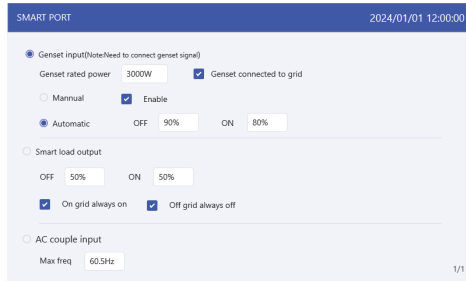 SMART PORT 2024/01/01 12:00:00
Genset input(Note:Need to connect genset signal)
Genset rated power 3000W Genset connected to grid
Mannual Enable
Automatic OFF 90% ON 80%
Smart load output
OFF 50% ON 50%
On grid always on Off grid always off
AC couple input
Max freq 60.5Hz
1/1